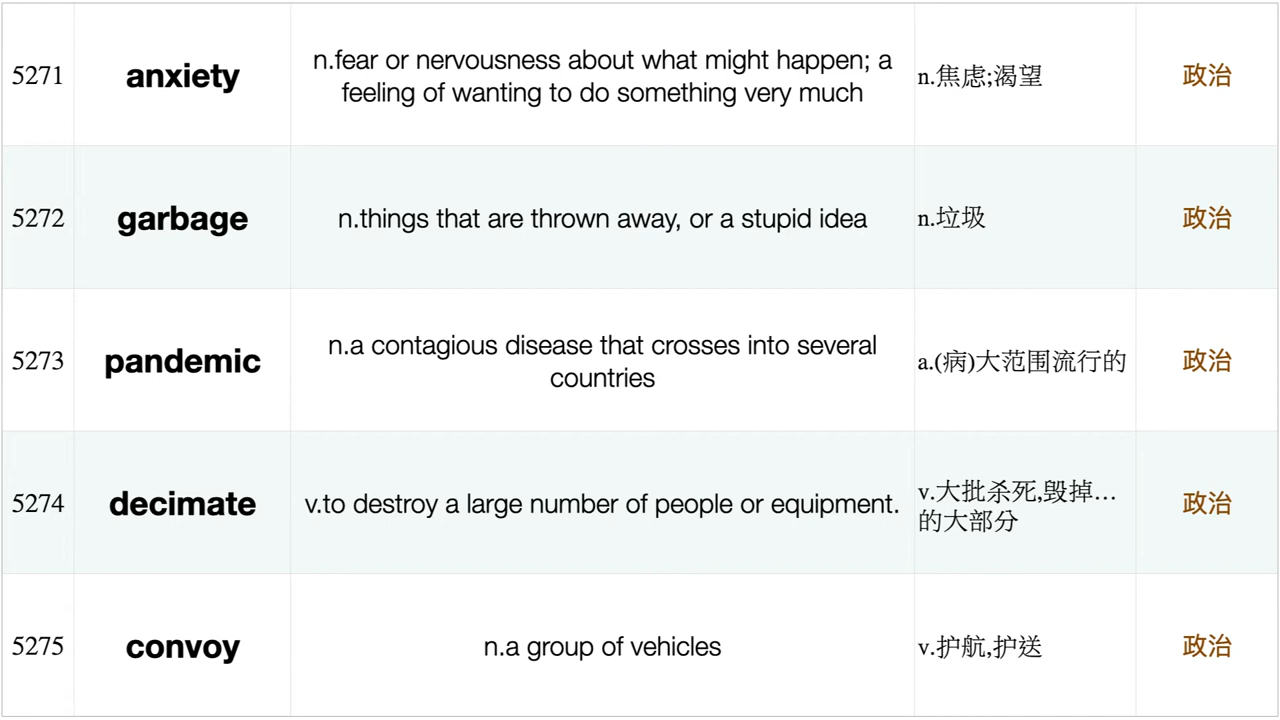 5271 anxiety n.fear or nervousness about what might happen; a feeling of wanting to do something very much n.焦虑;渴望 政治
5272 garbage n.things that are thrown away, or a stupid idea n.垃圾 政治
5273 pandemic n.a contagious disease that crosses into several countries a.(病)大范围流行的 政治
5274 decimate v.to destroy a large number of people or equipment. v.大批杀死,毁掉…的大部分 政治
5275 convoy n.a group of vehicles v.护航,护送 政治